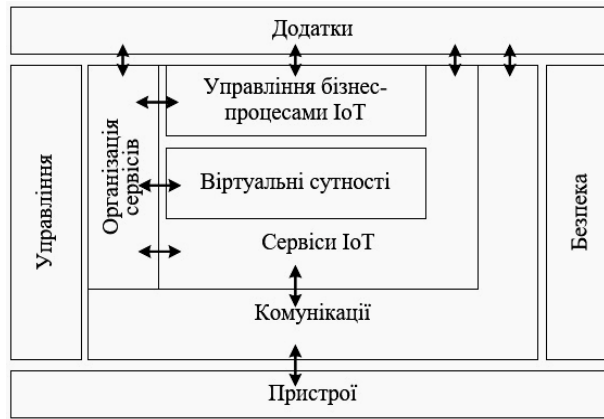 Додатки
Управління
Організація
сервісів
Управління бізнес-
процесами IoT
Віртуальні сутності
Сервіси IoT
Комунікації
Безпека
Пристрої